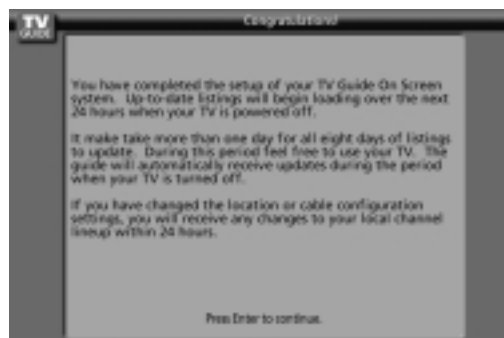 TV
GUIDE
Congratulations!
You have completed the setup of your TV Guide On Screen
system. Up-to-date listings will begin loading over the next
24 hours when your TV is powered off.
It make take more than one day for all eight days of listings
to update. During this period feel free to use your TV. The
guide will automatically receive updates during the period
when your TV is turned off.
If you have changed the location or cable configuration
settings, you will receive any changes to your local channel
lineup within 24 hours.
Press Enter to continue.